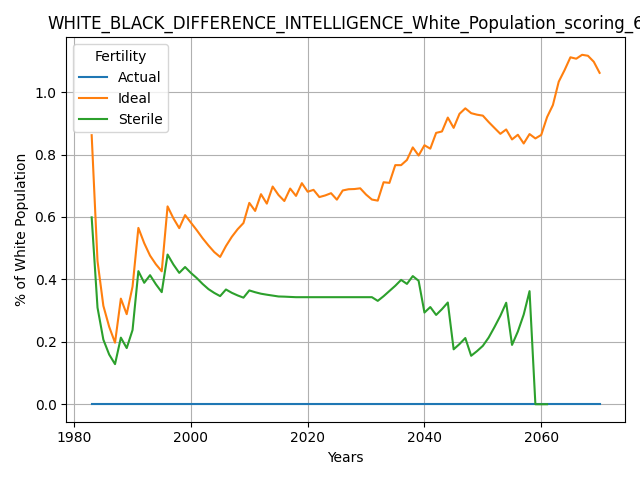 WHITE_BLACK_DIFFERENCE_INTELLIGENCE_White_Population_scoring_6
Fertility
Actual
Ideal
Sterile
% of White Population
1.0
0.8
0.6
0.4
0.2
0.0
1980 2000 2020 2040 2060
Years